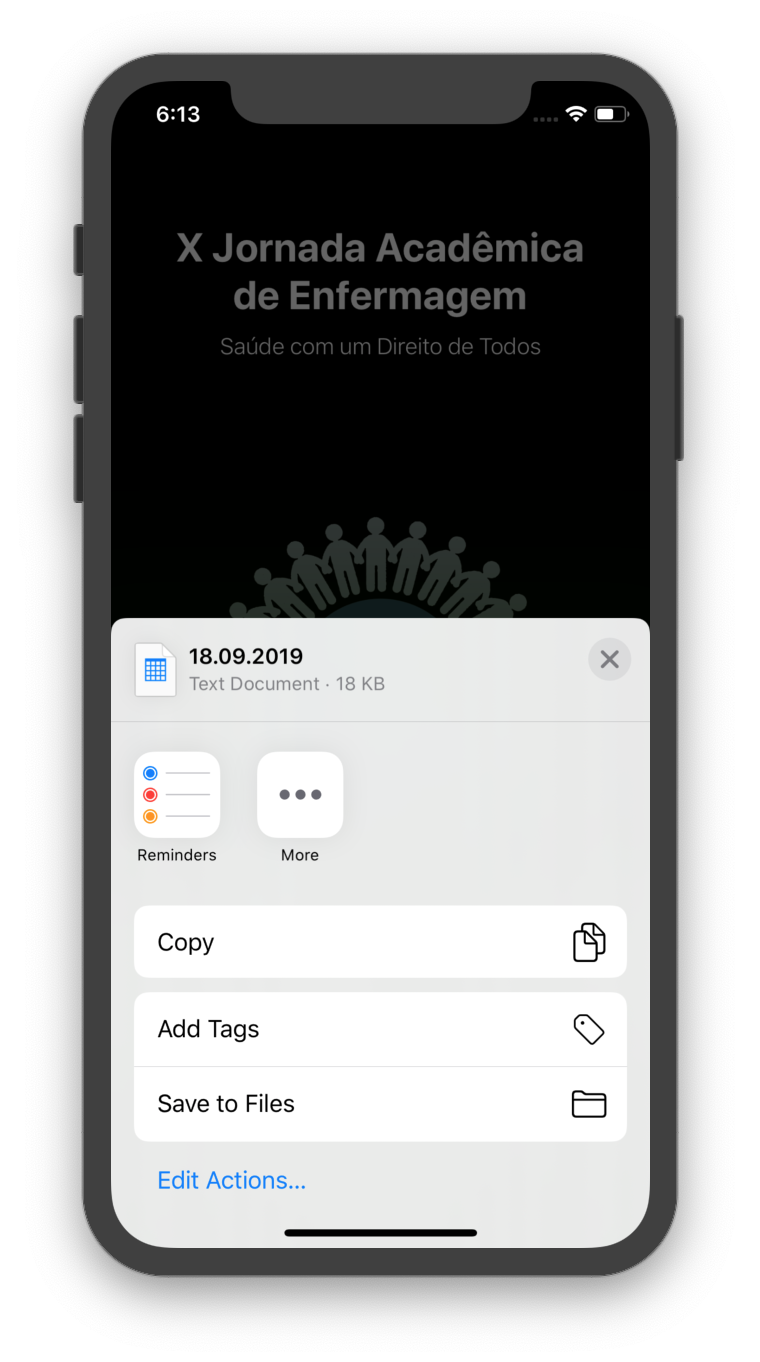 6:13
X Jornada Acadêmica
de Enfermagem
Saúde com um Direito de Todos
18.09.2019
Text Document · 18 KB
Reminders
More
Copy
Add Tags
Save to Files
Edit Actions...